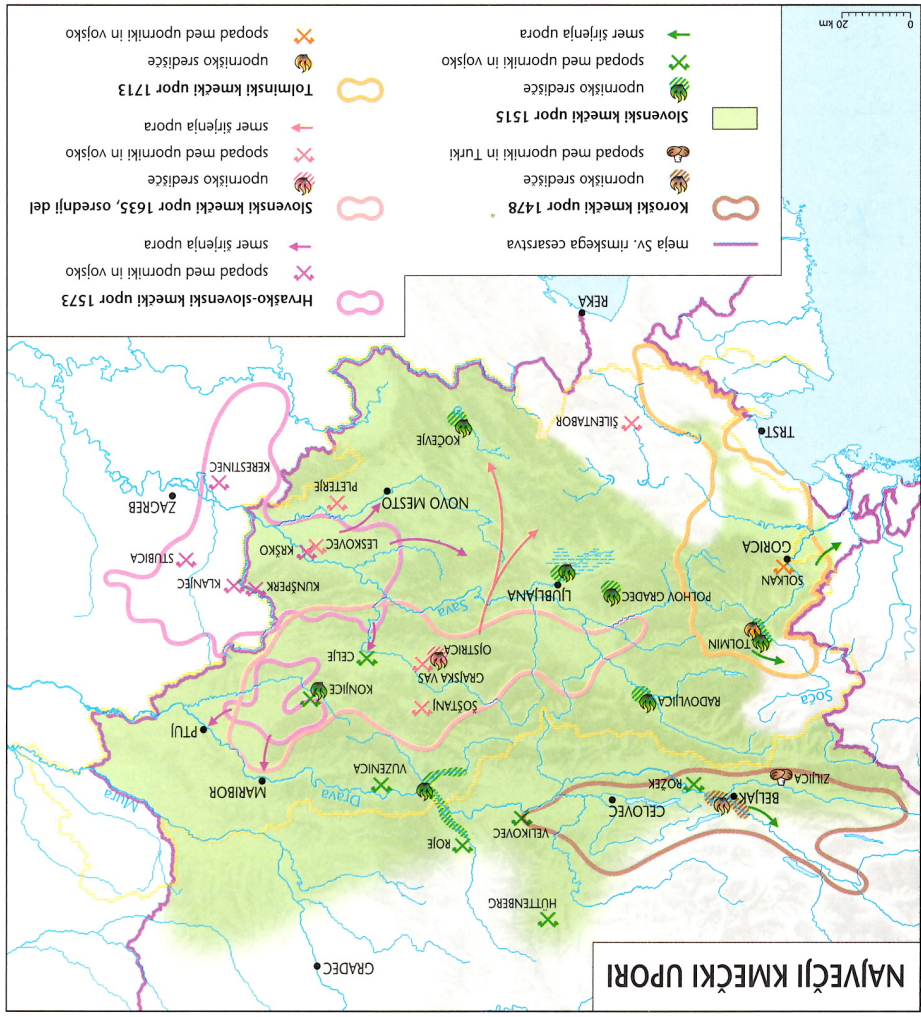 NAJVEČJI KMEČKI UPORI
GRADEC
HÜTTENBERG
ROJE
VELIKOVEC
CELOVEC
BELJAK
ROŽEK
ZILJICA
Drava
VUZENICA
MARIBOR
Mura
PTUJ
RADOVLJICA
Soča
ŠOŠTANJ
KONJICE
GRAJSKA VAS
OJSTRICA
CELJE
TOLMIN
Sava
POLHOV GRADEC
LJUBLJANA
KUNŠPERK
KLANJEC
STUBICA
SOLKAN
GORICA
LESKOVEC
KRŠKO
ZAGREB
NOVO MESTO
PLETERJE
KERESTINEC
TRST
ŠILENTABOR
KOČEVJE
REKA
meja Sv. rimskega cesarstva
Koroški kmečki upor 1478
uporniško središče
spopad med uporniki in Turki
Slovenski kmečki upor 1515
uporniško središče
spopad med uporniki in vojsko
smer širjenja upora
Hrvaško-slovenski kmečki upor 1573
spopad med uporniki in vojsko
smer širjenja upora
Slovenski kmečki upor 1635, osrednji del
uporniško središče
spopad med uporniki in vojsko
smer širjenja upora
Tolminski kmečki upor 1713
uporniško središče
spopad med uporniki in vojsko
0 20 km